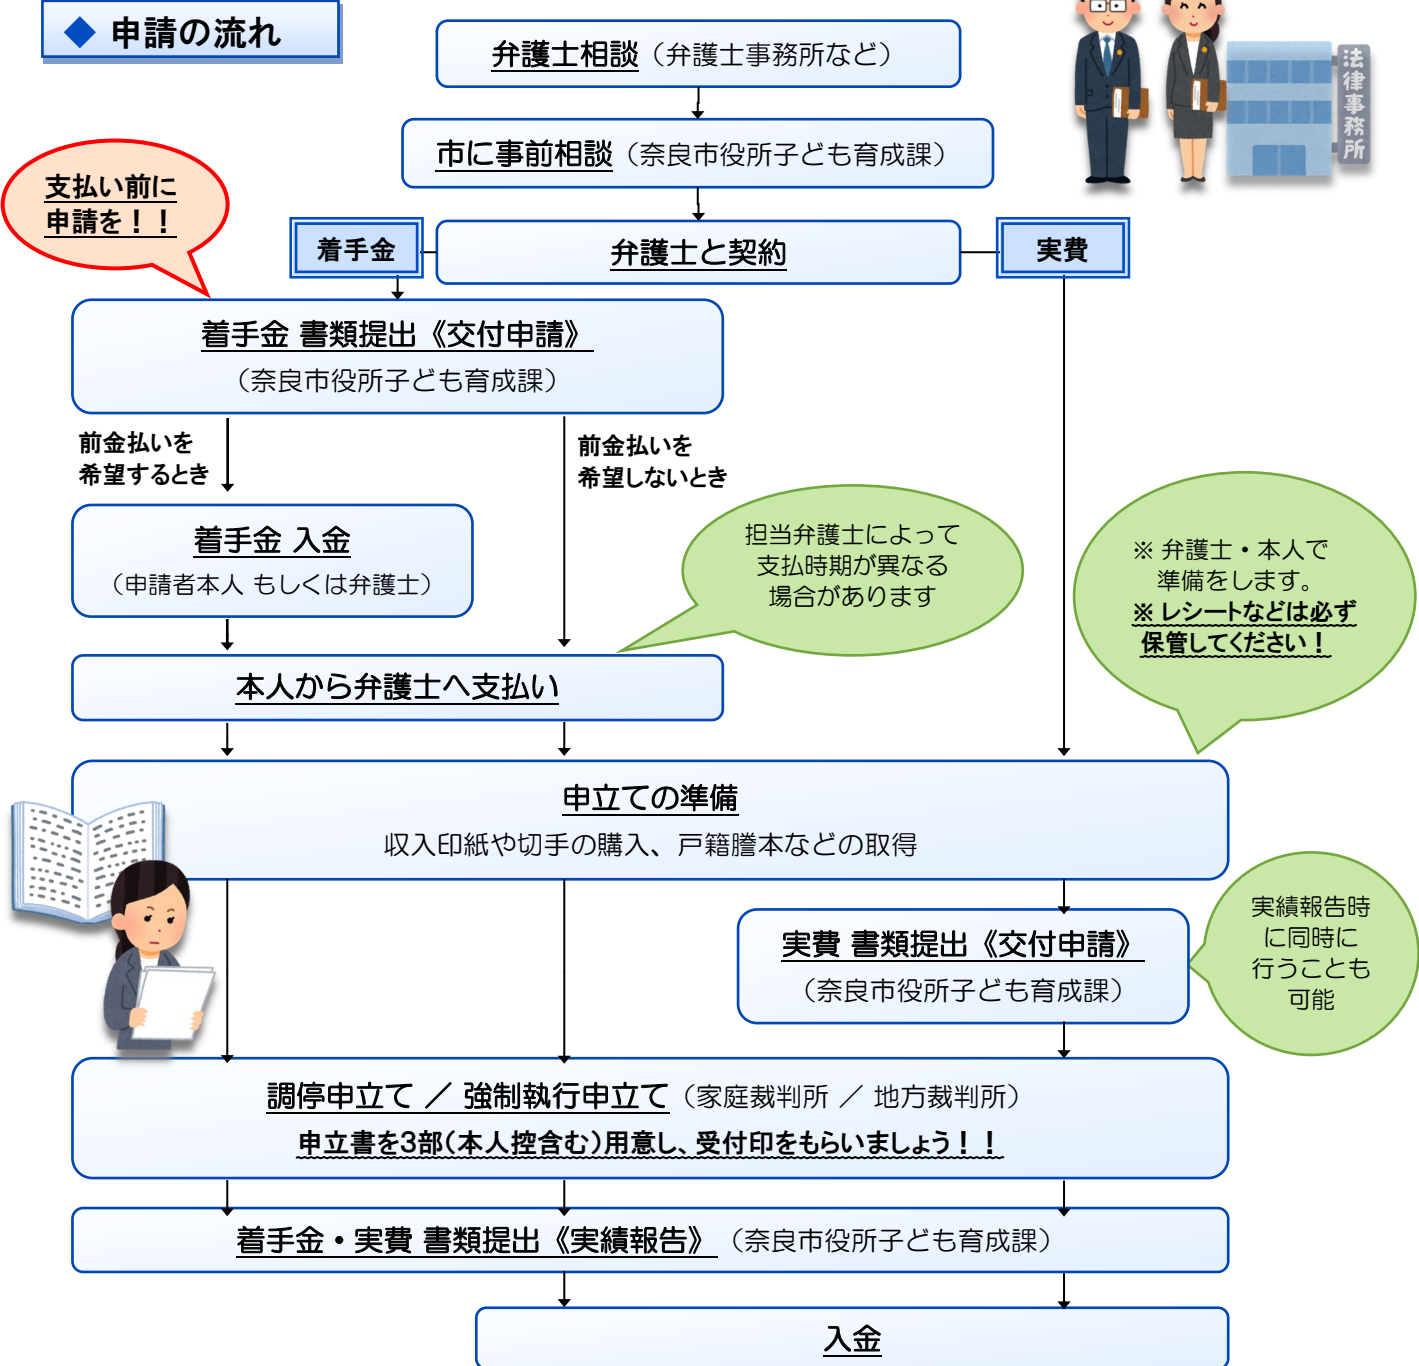 ◆ 申請の流れ
弁護士相談（弁護士事務所など）
法律事務所
市に事前相談（奈良市役所子ども育成課）
支払い前に
申請を！！
着手金
弁護士と契約
実費
着手金 書類提出《交付申請》
（奈良市役所子ども育成課）
前金払いを
希望するとき
前金払いを
希望しないとき
着手金 入金
（申請者本人 もしくは弁護士）
担当弁護士によって
支払時期が異なる
場合があります
※ 弁護士・本人で
準備をします。
※ レシートなどは必ず
保管してください！
本人から弁護士へ支払い
申立ての準備
収入印紙や切手の購入、戸籍謄本などの取得
実費 書類提出《交付申請》
（奈良市役所子ども育成課）
実績報告時
に同時に
行うことも
可能
調停申立て ／ 強制執行申立て（家庭裁判所 ／ 地方裁判所）
申立書を3部（本人控含む）用意し、受付印をもらいましょう！！
着手金・実費 書類提出《実績報告》（奈良市役所子ども育成課）
入金